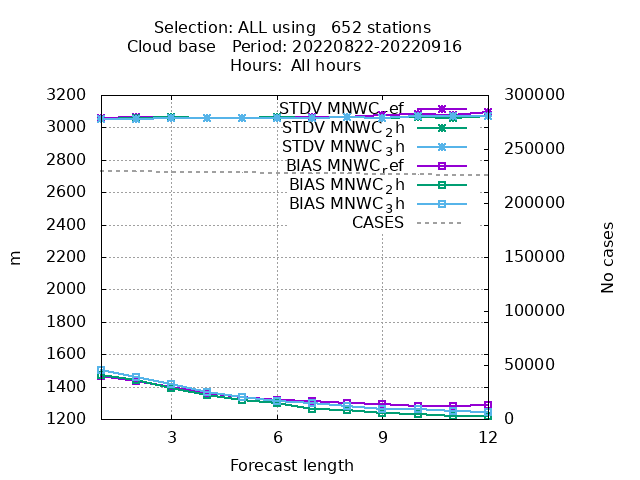 Selection: ALL using   652 stations
Cloud base   Period: 20220822-20220916
Hours:  All hours
3200
3000
2800
2600
2400
2200
2000
1800
1600
1400
1200
m
300000
250000
200000
150000
100000
50000
0
No cases
STDV MNWC_ref
STDV MNWC_2h
STDV MNWC_3h
BIAS MNWC_ref
BIAS MNWC_2h
BIAS MNWC_3h
CASES
3 6 9 12
Forecast length